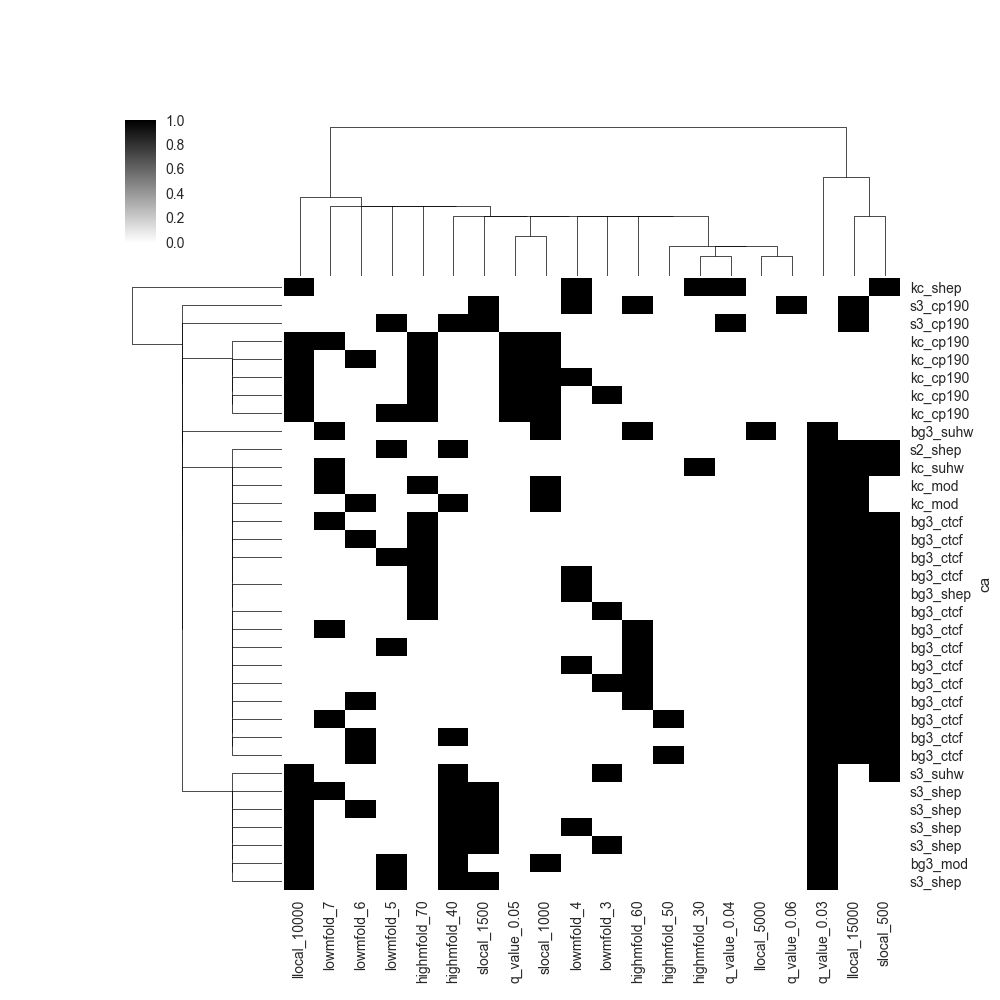 1.0
0.8
0.6
0.4
0.2
0.0
kc_shep
s3_cp190
s3_cp190
kc_cp190
kc_cp190
kc_cp190
kc_cp190
kc_cp190
bg3_suhw
s2_shep
kc_suhw
kc_mod
kc_mod
bg3_ctcf
bg3_ctcf
bg3_ctcf
bg3_ctcf
bg3_shep
bg3_ctcf
bg3_ctcf
bg3_ctcf
bg3_ctcf
bg3_ctcf
bg3_ctcf
bg3_ctcf
bg3_ctcf
bg3_ctcf
s3_suhw
s3_shep
s3_shep
s3_shep
s3_shep
bg3_mod
s3_shep
ca
llocal_10000
lowmfold_7
lowmfold_6
lowmfold_5
highmfold_70
highmfold_40
slocal_1500
q_value_0.05
slocal_1000
lowmfold_4
lowmfold_3
highmfold_60
highmfold_50
highmfold_30
q_value_0.04
llocal_5000
q_value_0.06
q_value_0.03
llocal_15000
slocal_500